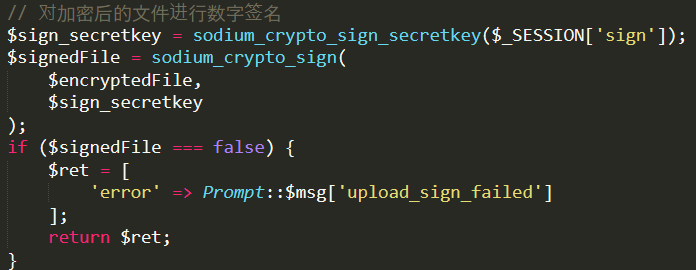 // 对加密后的文件进行数字签名
$sign_secretkey = sodium_crypto_sign_secretkey($_SESSION['sign']);
$signedFile = sodium_crypto_sign(
    $encryptedFile,
    $sign_secretkey
);
if ($signedFile === false) {
    $ret = [
        'error' => Prompt::$msg['upload_sign_failed']
    ];
    return $ret;
}